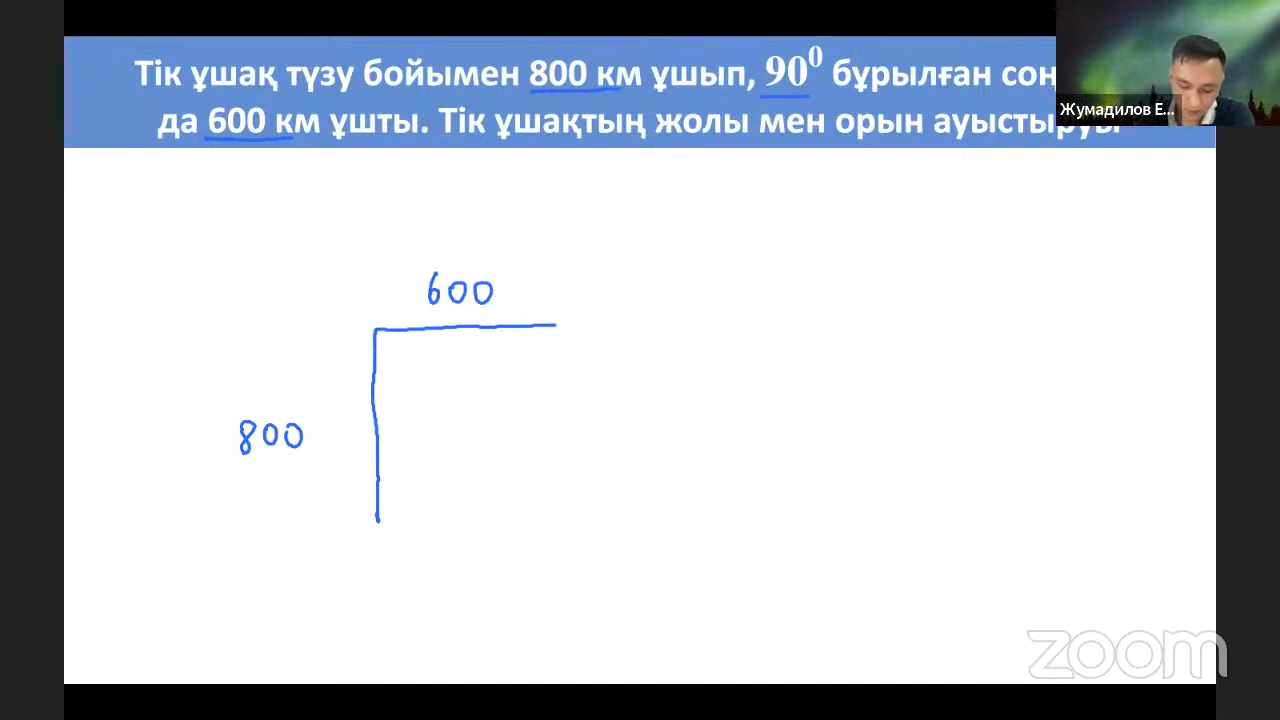 Тік ұшақ түзу бойымен 800 км ұшып, 90⁰ бұрылған соң
да 600 км ұшты. Тік ұшақтың жолы мен орын ауыстыруы
Жумадилов Е...
600
800
zoom